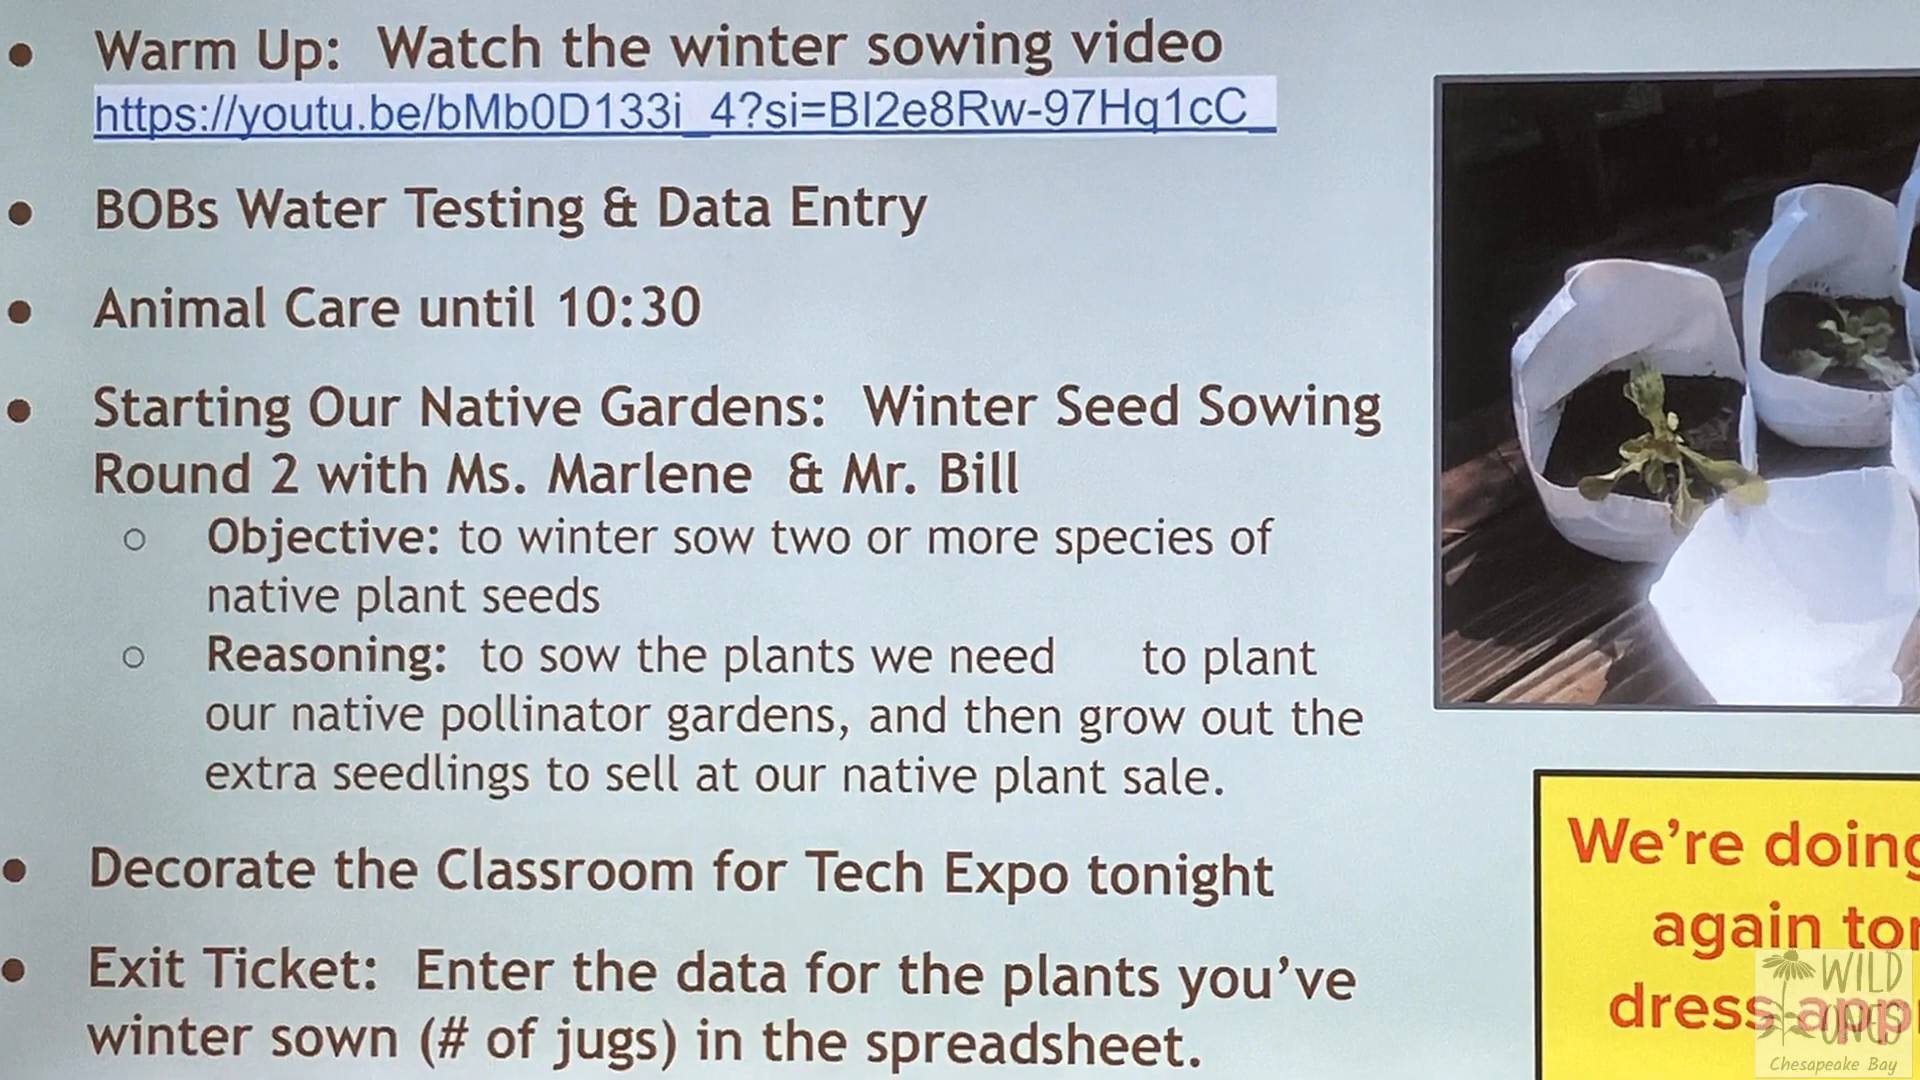 Warm Up: Watch the winter sowing video
https://youtu.be/bMb0D133i_4?si=BI2e8Rw-97Hq1cC_
BOBs Water Testing & Data Entry
Animal Care until 10:30
Starting Our Native Gardens: Winter Seed Sowing
Round 2 with Ms. Marlene & Mr. Bill
Objective: to winter sow two or more species of
native plant seeds
Reasoning: to sow the plants we need to plant
our native pollinator gardens, and then grow out the
extra seedlings to sell at our native plant sale.
Decorate the Classroom for Tech Expo tonight
Exit Ticket: Enter the data for the plants you've
winter sown (# of jugs) in the spreadsheet.
We're doing
again
dress
WILD
ONES
Chesapeake Bay